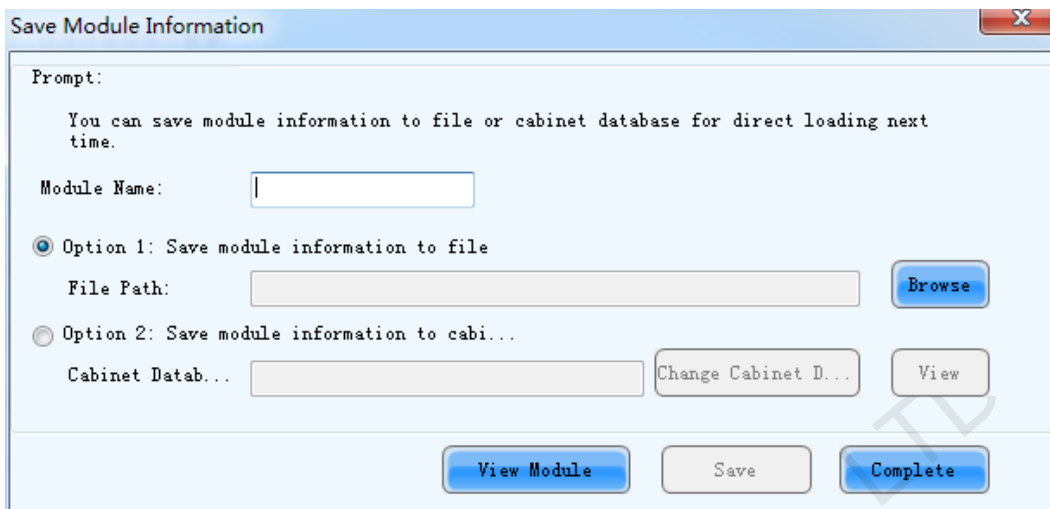 Save Module Information
X
Prompt:
You can save module information to file or cabinet database for direct loading next
time.
Module Name:
Option 1: Save module information to file
File Path:
Browse
Option 2: Save module information to cabi...
Cabinet Datab...
Change Cabinet D...
View
View Module
Save
Complete
LTD